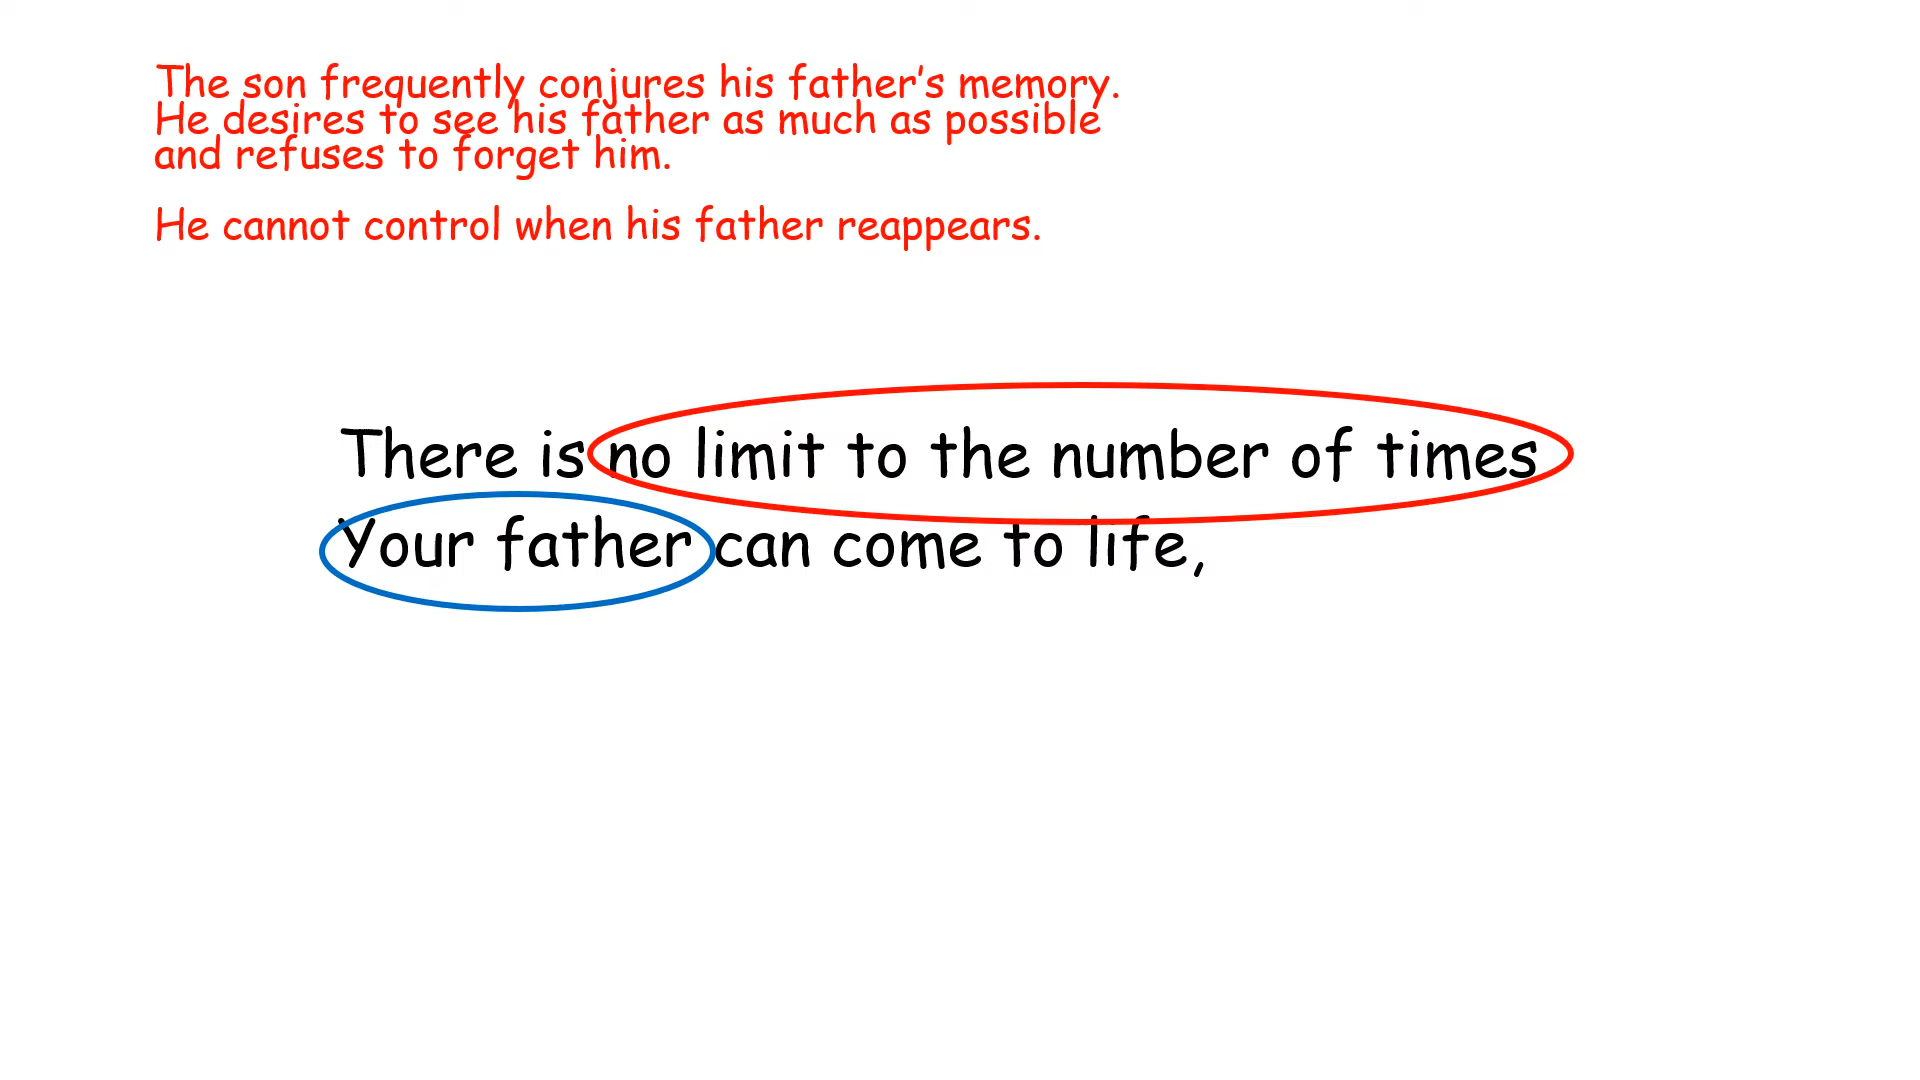 The son frequently conjures his father's memory.
He desires to see his father as much as possible
and refuses to forget him.
He cannot control when his father reappears.
There is no limit to the number of times
Your father can come to life,